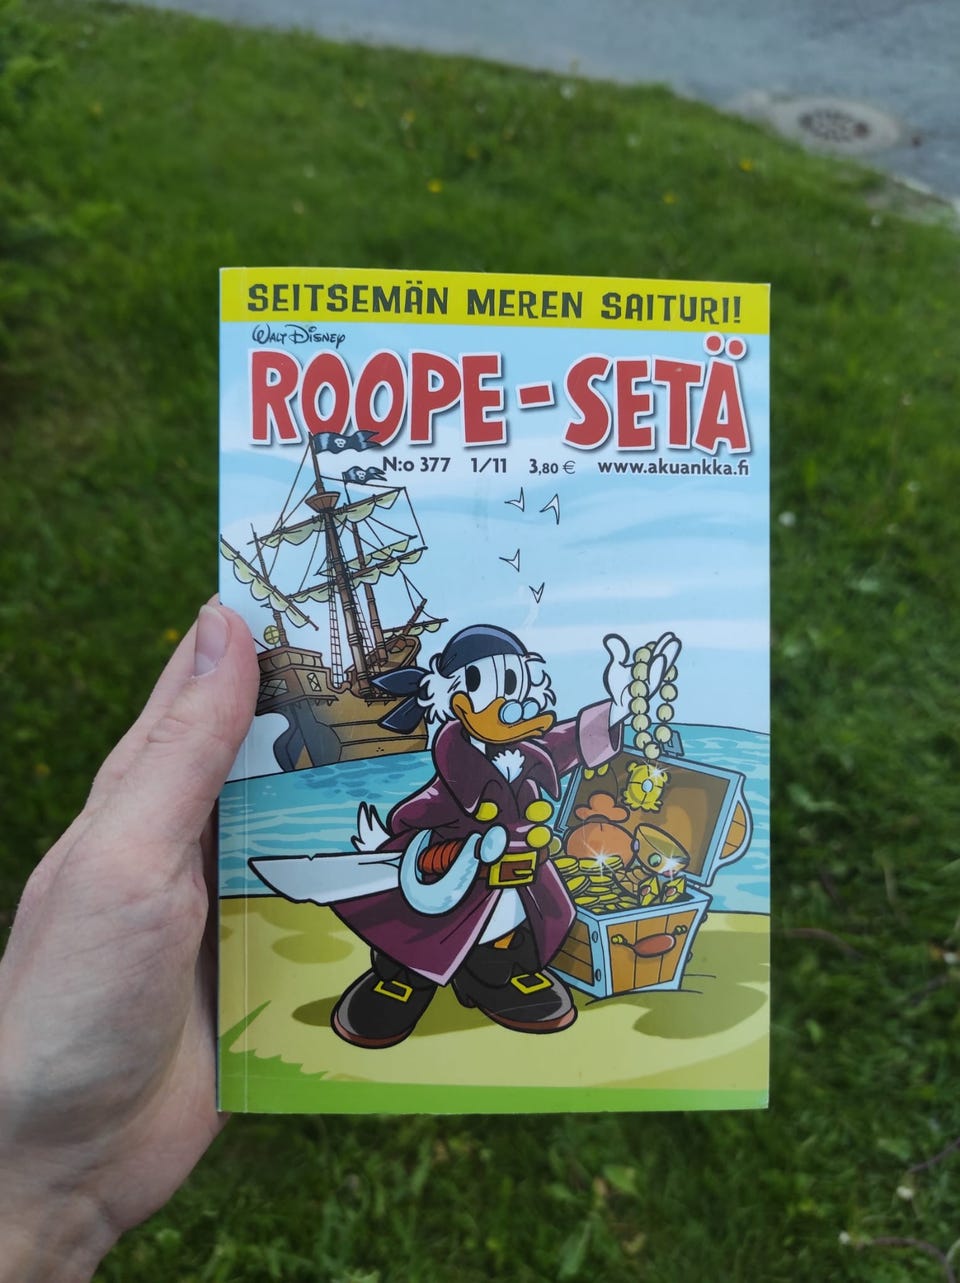 SEITSEMÄN MEREN SAITURI!
Walt Disney
ROOPE-SETÄ
N:o 377 1/11 3,80 € www.akuankka.fi